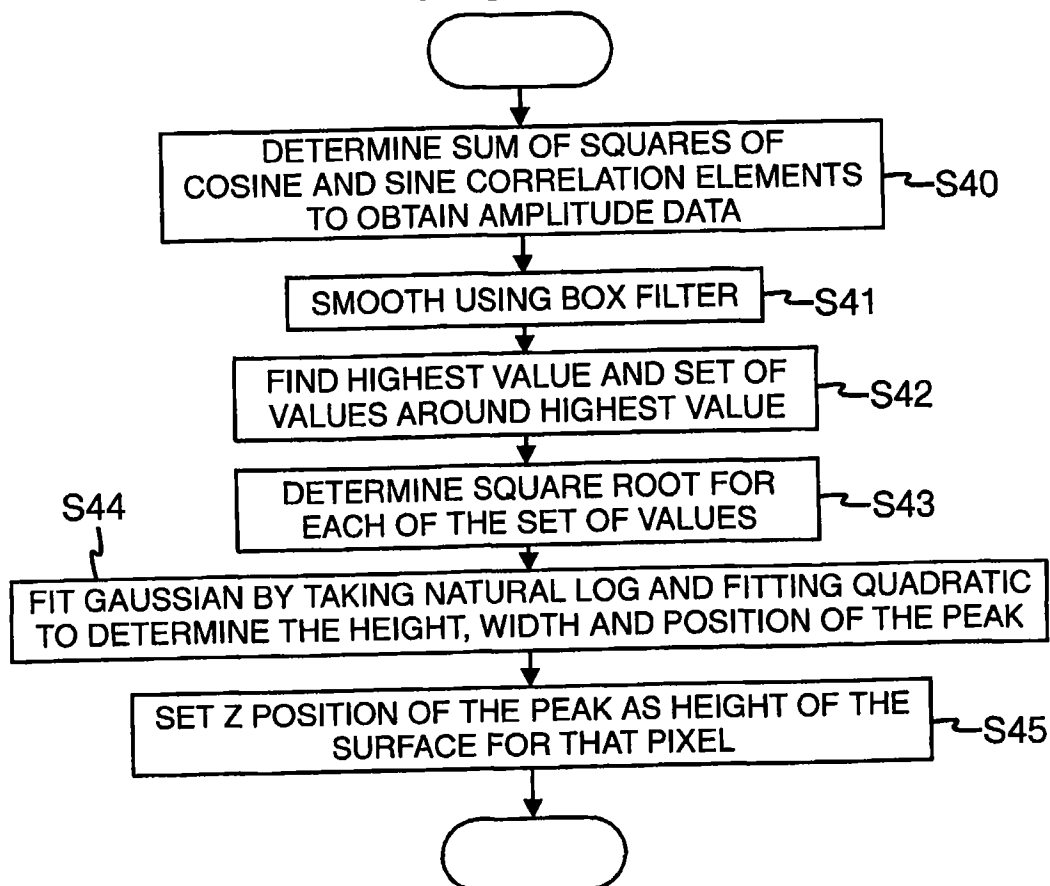 DETERMINE SUM OF SQUARES OF
COSINE AND SINE CORRELATION ELEMENTS
TO OBTAIN AMPLITUDE DATA
S40
SMOOTH USING BOX FILTER
S41
FIND HIGHEST VALUE AND SET OF
VALUES AROUND HIGHEST VALUE
S42
DETERMINE SQUARE ROOT FOR
EACH OF THE SET OF VALUES
S43
S44
FIT GAUSSIAN BY TAKING NATURAL LOG AND FITTING QUADRATIC
TO DETERMINE THE HEIGHT, WIDTH AND POSITION OF THE PEAK
SET Z POSITION OF THE PEAK AS HEIGHT OF THE
SURFACE FOR THAT PIXEL
S45